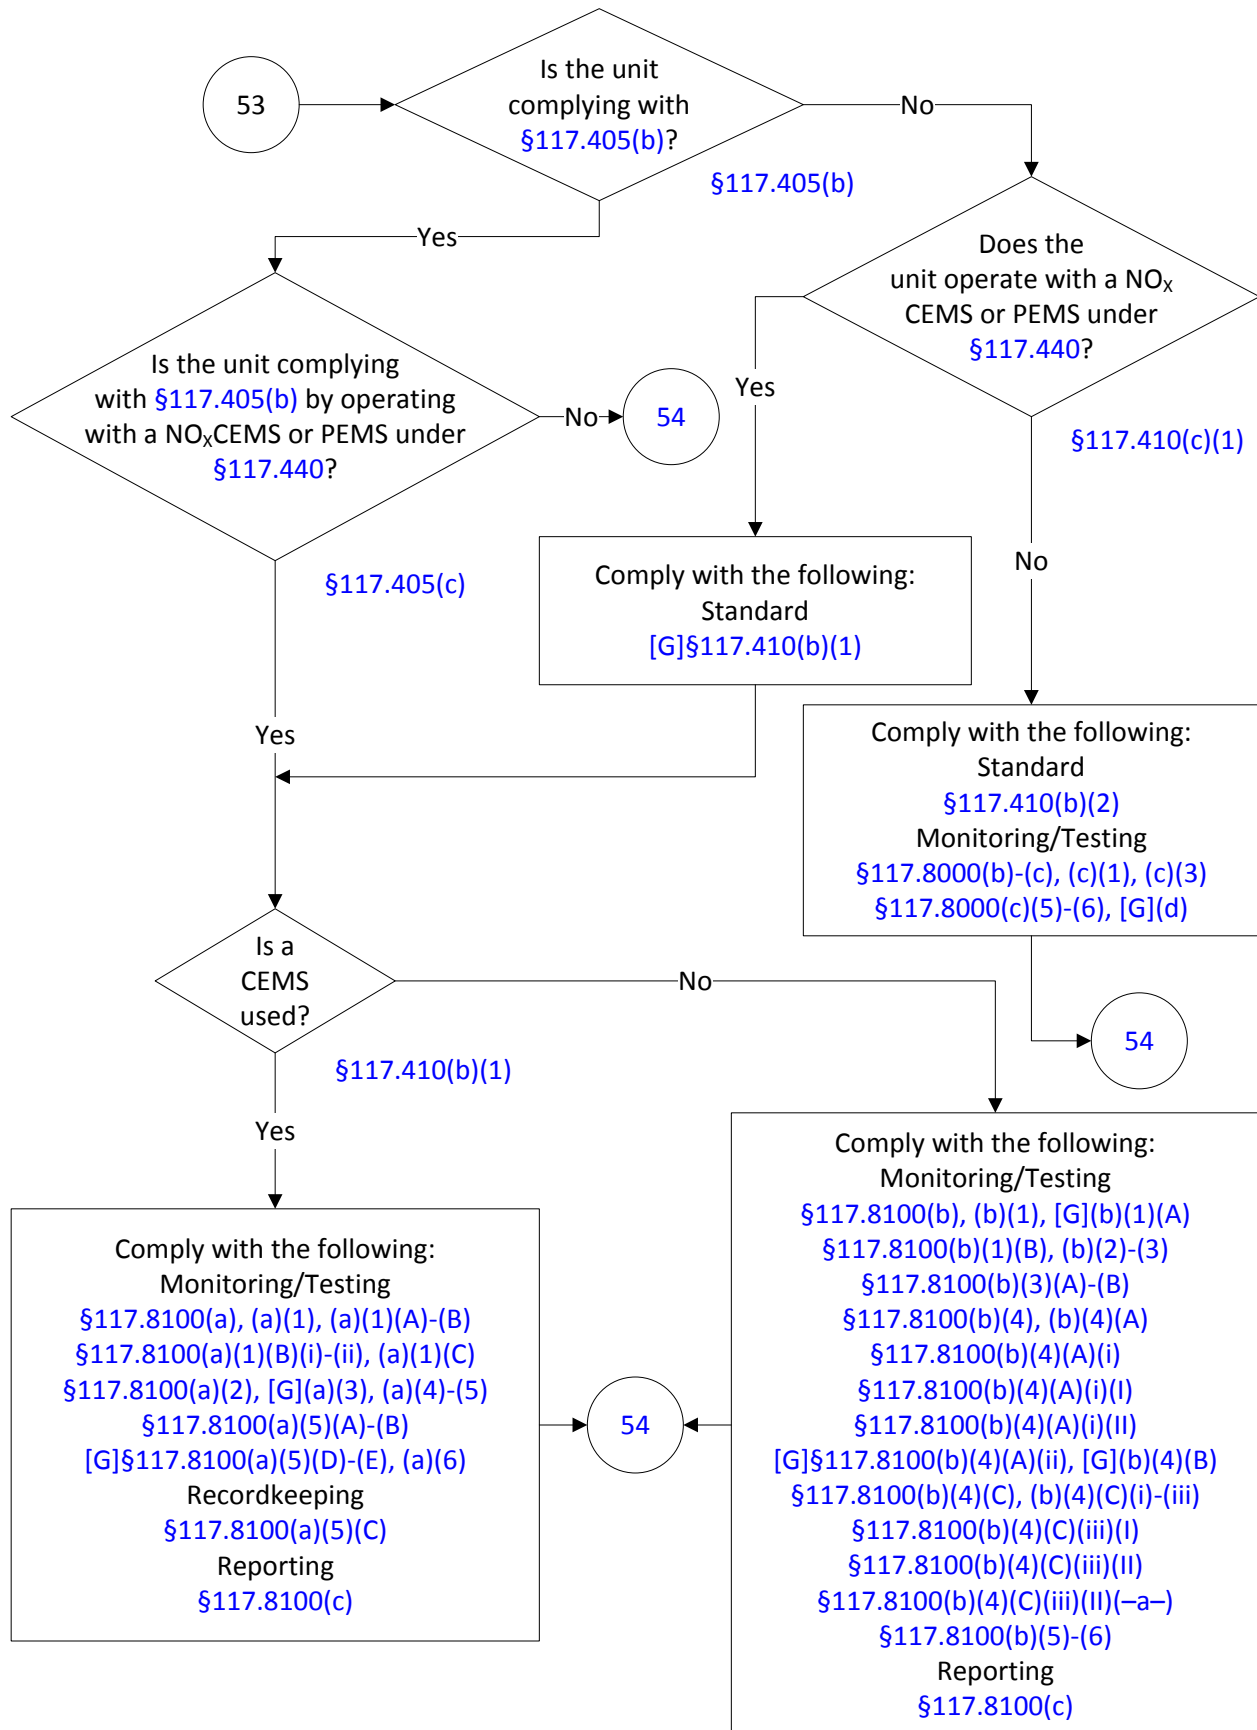 53
Is the unit
complying with
§117.405(b)?
No
§117.405(b)
Yes
Does the
unit operate with a NOX
CEMS or PEMS under
§117.440?
Is the unit complying
with §117.405(b) by operating
with a NOXCEMS or PEMS under
§117.440?
No
54
Yes
§117.410(c)(1)
§117.405(c)
Comply with the following:
Standard
[G]§117.410(b)(1)
No
Yes
Comply with the following:
Standard
§117.410(b)(2)
Monitoring/Testing
§117.8000(b)-(c), (c)(1), (c)(3)
§117.8000(c)(5)-(6), [G](d)
Is a
CEMS
used?
No
54
§117.410(b)(1)
Yes
Comply with the following:
Monitoring/Testing
§117.8100(a), (a)(1), (a)(1)(A)-(B)
§117.8100(a)(1)(B)(i)-(ii), (a)(1)(C)
§117.8100(a)(2), [G](a)(3), (a)(4)-(5)
§117.8100(a)(5)(A)-(B)
[G]§117.8100(a)(5)(D)-(E), (a)(6)
Recordkeeping
§117.8100(a)(5)(C)
Reporting
§117.8100(c)
54
Comply with the following:
Monitoring/Testing
§117.8100(b), (b)(1), [G](b)(1)(A)
§117.8100(b)(1)(B), (b)(2)-(3)
§117.8100(b)(3)(A)-(B)
§117.8100(b)(4), (b)(4)(A)
§117.8100(b)(4)(A)(i)
§117.8100(b)(4)(A)(i)(I)
§117.8100(b)(4)(A)(i)(II)
[G]§117.8100(b)(4)(A)(ii), [G](b)(4)(B)
§117.8100(b)(4)(C), (b)(4)(C)(i)-(iii)
§117.8100(b)(4)(C)(iii)(I)
§117.8100(b)(4)(C)(iii)(II)
§117.8100(b)(4)(C)(iii)(II)(–a–)
§117.8100(b)(5)-(6)
Reporting
§117.8100(c)